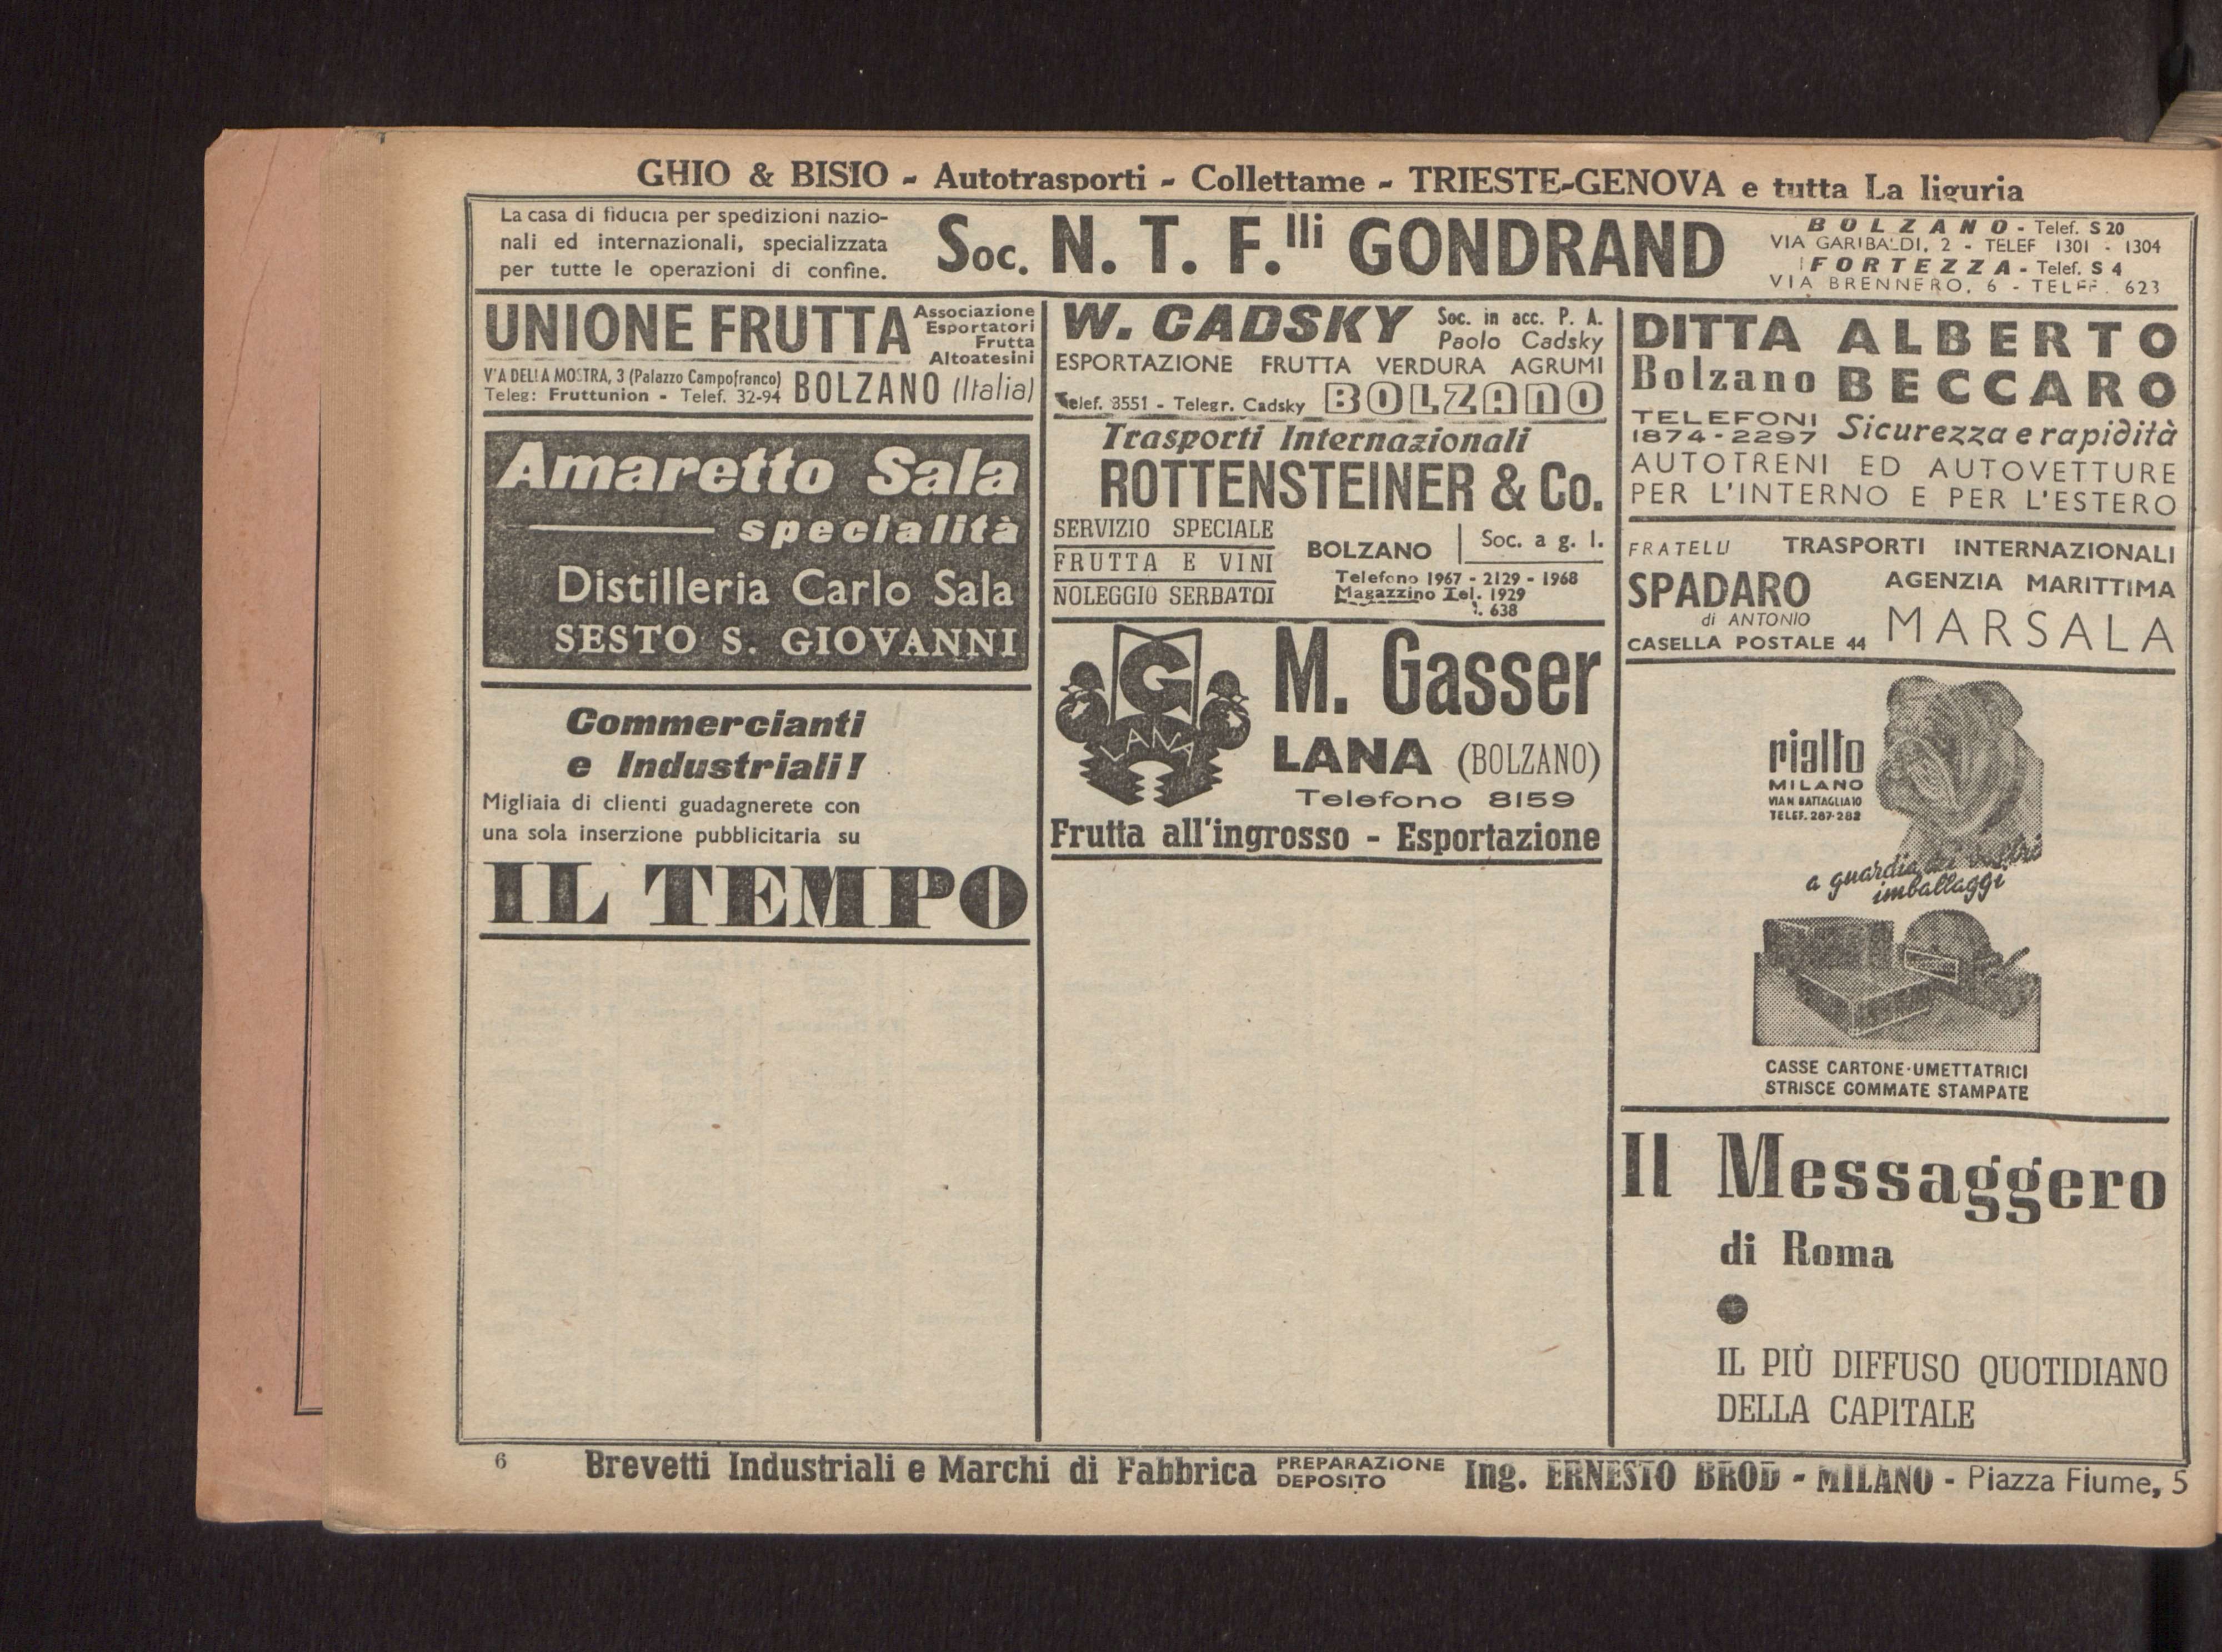 GHIO & BISIO - Autotrasporti - Collettame - TRIESTE-GENOVA e tutta La liguria
La casa di fiducia per spedizioni nazio-
nali ed internazionali, specializzata
per tutte le operazioni di confine.
Soc. N. T. F.lli GONDRAND
BOLZANO - Telef. S 20
VIA GARIBALDI, 2 - TELEF 1301 - 1304
FORTEZZA - Telef. S 4
VIA BRENNERO, 6 - TELEF. 623
UNIONE FRUTTA
Associazione
Esportatori
Frutta
Altoatesini
VIA DELLA MOSTRA, 3 (Palazzo Campofranco)
Teleg: Fruttunion - Telef. 32-94
BOLZANO (Italia)
Amaretto Sala
specialità
Distilleria Carlo Sala
SESTO S. GIOVANNI
Commercianti
e Industriali!
Migliaia di clienti guadagnerete con
una sola inserzione pubblicitaria su
IL TEMPO
W. CADSKY
Soc. in acc. P. A.
Paolo Cadsky
ESPORTAZIONE FRUTTA VERDURA AGRUMI
Telef. 3551 - Telegr. Cadsky BOLZANO
Trasporti Internazionali
ROTTENSTEINER & Co.
SERVIZIO SPECIALE
FRUTTA E VINI
NOLEGGIO SERBATOI
BOLZANO
Soc. a g. l.
Telefono 1967 - 2129 - 1968
Magazzino Tel. 1929
638
G
LANA
M. Gasser
LANA (BOLZANO)
Telefono 8159
Frutta all'ingrosso - Esportazione
DITTA ALBERTO
Bolzano BECCARO
TELEFONI
1874-2297
Sicurezza e rapidità
AUTOTRENI ED AUTOVETTURE
PER L'INTERNO E PER L'ESTERO
FRATELLI
SPADARO
di ANTONIO
CASELLA POSTALE 44
TRASPORTI INTERNAZIONALI
AGENZIA MARITTIMA
MARSALA
rialto
MILANO
VIA N. BATTAGLIA 10
TELEF. 287-282
a guardia dei vostri
imballaggi
CASSE CARTONE-UMETTATRICI
STRISCE GOMMATE STAMPATE
Il Messaggero
di Roma
IL PIÙ DIFFUSO QUOTIDIANO
DELLA CAPITALE
6
Brevetti Industriali e Marchi di Fabbrica PREPARAZIONE DEPOSITO Ing. ERNESTO BROD - MILANO - Piazza Fiume, 5